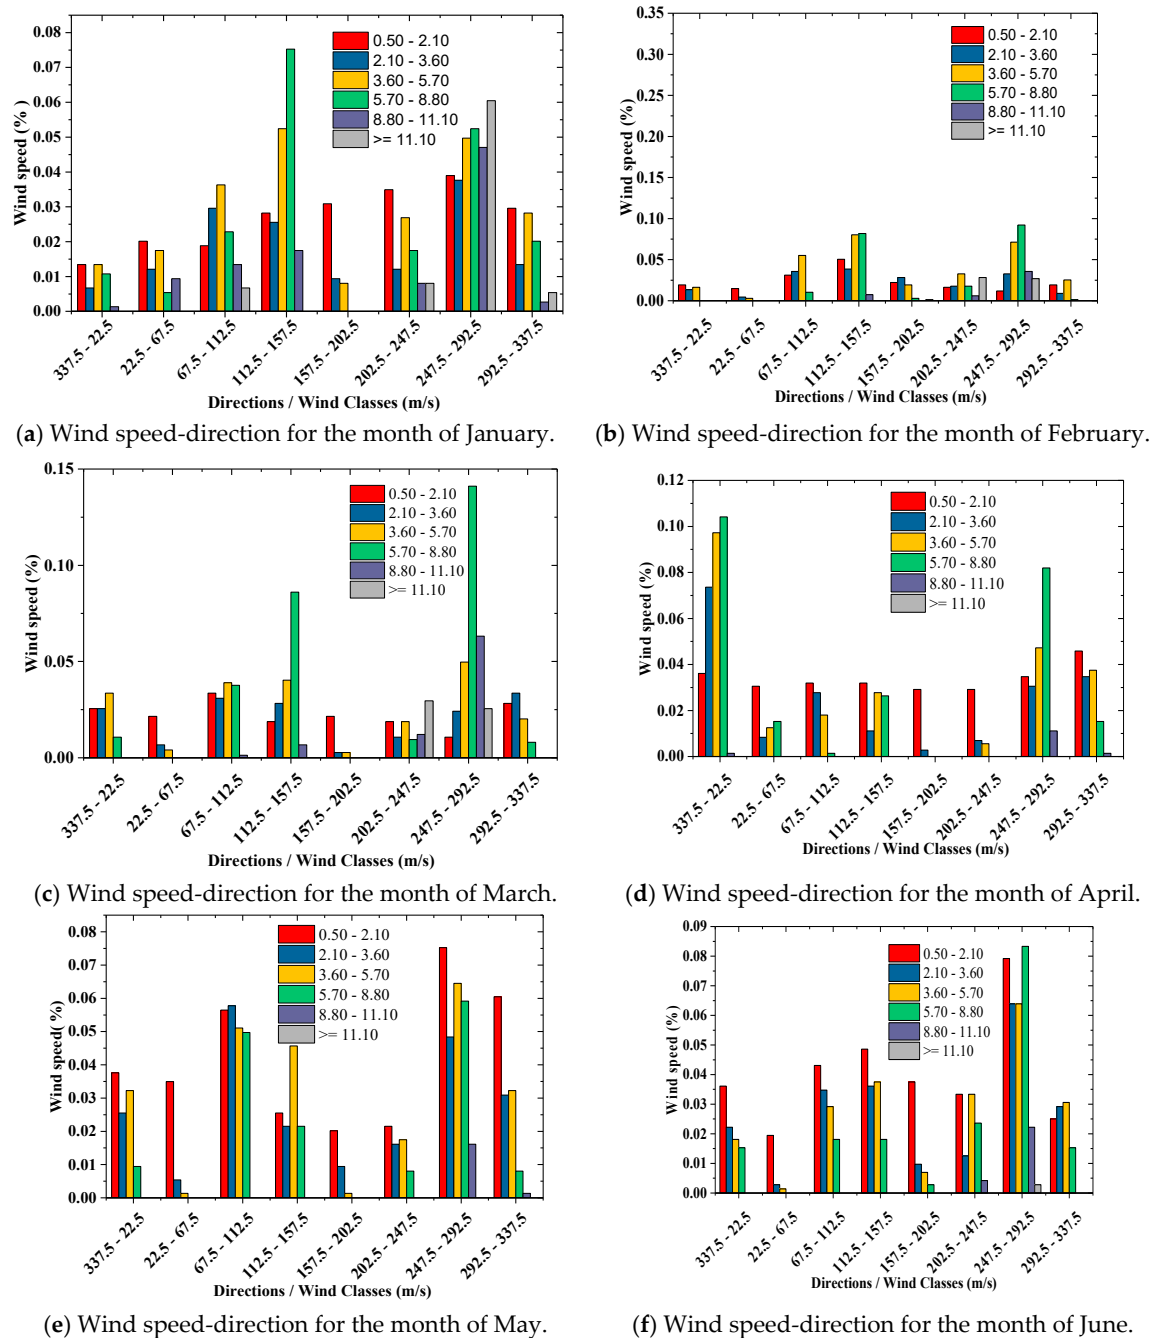 0.08
0.07
0.06
0.05
0.04
0.03
0.02
0.01
0.00
Wind speed (%)
0.50 - 2.10
2.10 - 3.60
3.60 - 5.70
5.70 - 8.80
8.80 - 11.10
>= 11.10
337.5 - 22.5
22.5 - 67.5
67.5 - 112.5
112.5 - 157.5
157.5 - 202.5
202.5 - 247.5
247.5 - 292.5
292.5 - 337.5
Directions / Wind Classes (m/s)
(a) Wind speed-direction for the month of January.
0.35
0.30
0.25
0.20
0.15
0.10
0.05
0.00
Wind speed (%)
0.50 - 2.10
2.10 - 3.60
3.60 - 5.70
5.70 - 8.80
8.80 - 11.10
>= 11.10
337.5 - 22.5
22.5 - 67.5
67.5 - 112.5
112.5 - 157.5
157.5 - 202.5
202.5 - 247.5
247.5 - 292.5
292.5 - 337.5
Directions / Wind Classes (m/s)
(b) Wind speed-direction for the month of February.
0.15
0.10
0.05
0.00
Wind speed (%)
0.50 - 2.10
2.10 - 3.60
3.60 - 5.70
5.70 - 8.80
8.80 - 11.10
>= 11.10
337.5 - 22.5
22.5 - 67.5
67.5 - 112.5
112.5 - 157.5
157.5 - 202.5
202.5 - 247.5
247.5 - 292.5
292.5 - 337.5
Directions / Wind Classes (m/s)
(c) Wind speed-direction for the month of March.
0.12
0.10
0.08
0.06
0.04
0.02
0.00
Wind speed (%)
0.50 - 2.10
2.10 - 3.60
3.60 - 5.70
5.70 - 8.80
8.80 - 11.10
>= 11.10
337.5 - 22.5
22.5 - 67.5
67.5 - 112.5
112.5 - 157.5
157.5 - 202.5
202.5 - 247.5
247.5 - 292.5
292.5 - 337.5
Directions / Wind Classes (m/s)
(d) Wind speed-direction for the month of April.
0.08
0.07
0.06
0.05
0.04
0.03
0.02
0.01
0.00
Wind speed( %)
0.50 - 2.10
2.10 - 3.60
3.60 - 5.70
5.70 - 8.80
8.80 - 11.10
>= 11.10
337.5 - 22.5
22.5 - 67.5
67.5 - 112.5
112.5 - 157.5
157.5 - 202.5
202.5 - 247.5
247.5 - 292.5
292.5 - 337.5
Directions / Wind Classes (m/s)
(e) Wind speed-direction for the month of May.
0.09
0.08
0.07
0.06
0.05
0.04
0.03
0.02
0.01
0.00
Wind speed (%)
0.50 - 2.10
2.10 - 3.60
3.60 - 5.70
5.70 - 8.80
8.80 - 11.10
>= 11.10
337.5 - 22.5
22.5 - 67.5
67.5 - 112.5
112.5 - 157.5
157.5 - 202.5
202.5 - 247.5
247.5 - 292.5
292.5 - 337.5
Directions / Wind Classes (m/s)
(f) Wind speed-direction for the month of June.